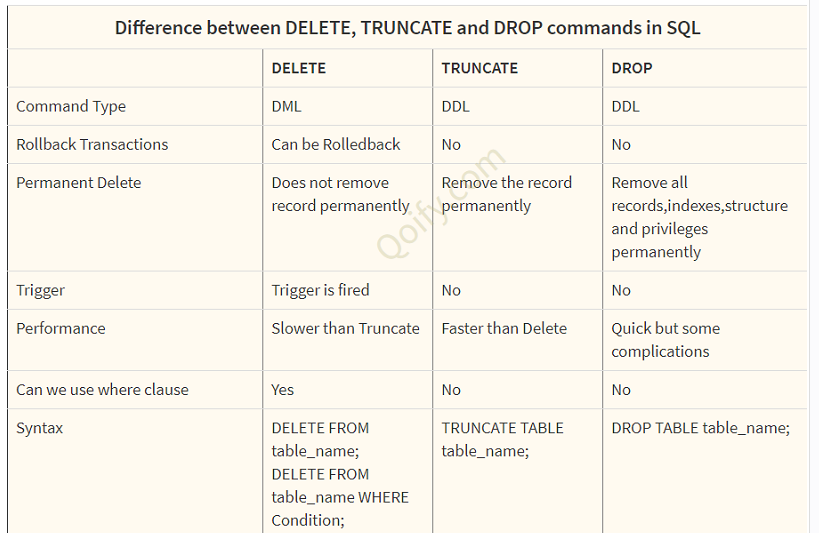 Difference between DELETE, TRUNCATE and DROP commands in SQL
DELETE TRUNCATE DROP
Command Type DML DDL DDL
Rollback Transactions Can be Rolledback No No
Permanent Delete Does not remove Remove the record Remove all
record permanently permanently records,indexes,structure
and privileges
permanently
Qoify.com
Trigger Trigger is fired No No
Performance Slower than Truncate Faster than Delete Quick but some
complications
Can we use where clause Yes No No
Syntax DELETE FROM TRUNCATE TABLE DROP TABLE table_name;
table_name; table_name;
DELETE FROM
table_name WHERE
Condition;